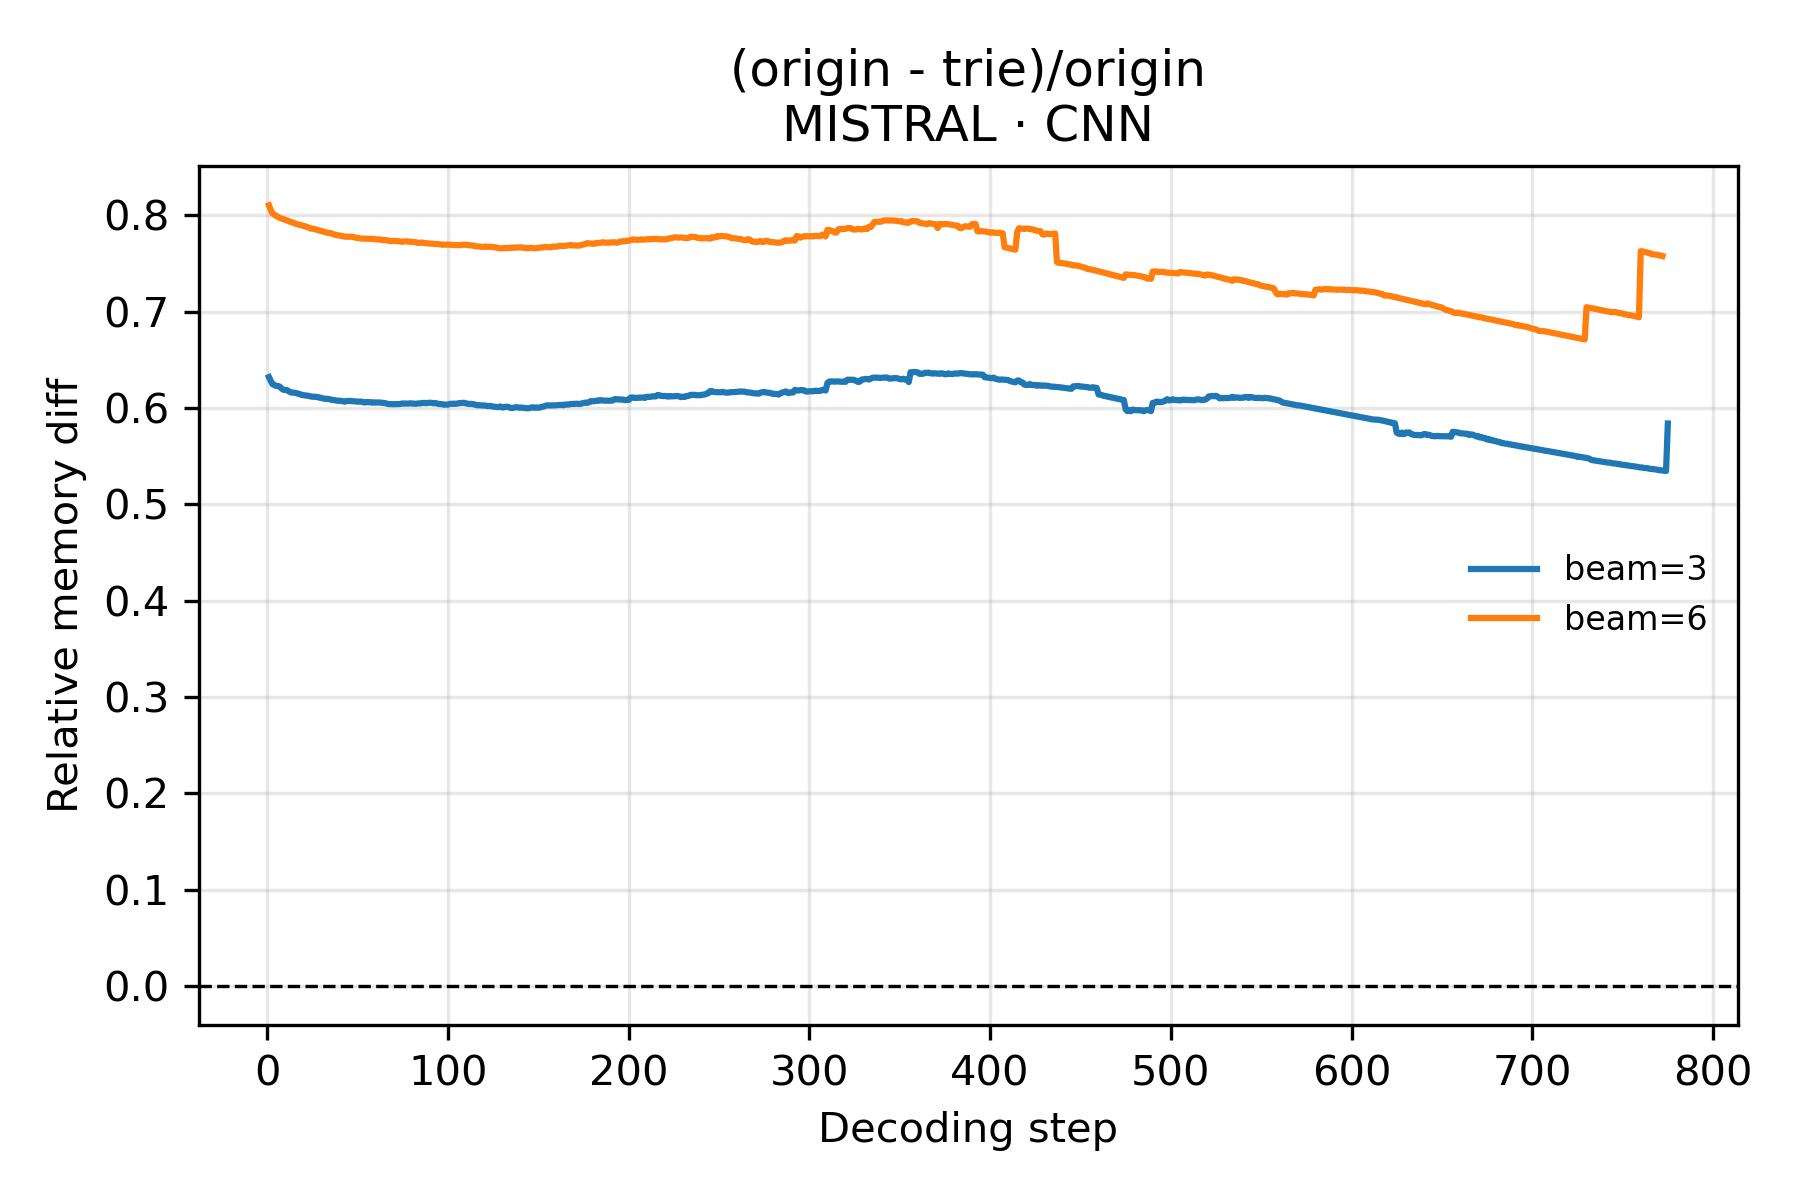 (origin - trie)/origin
MISTRAL · CNN
Relative memory diff
0.8
0.7
0.6
0.5
0.4
0.3
0.2
0.1
0.0
beam=3
beam=6
0 100 200 300 400 500 600 700 800
Decoding step